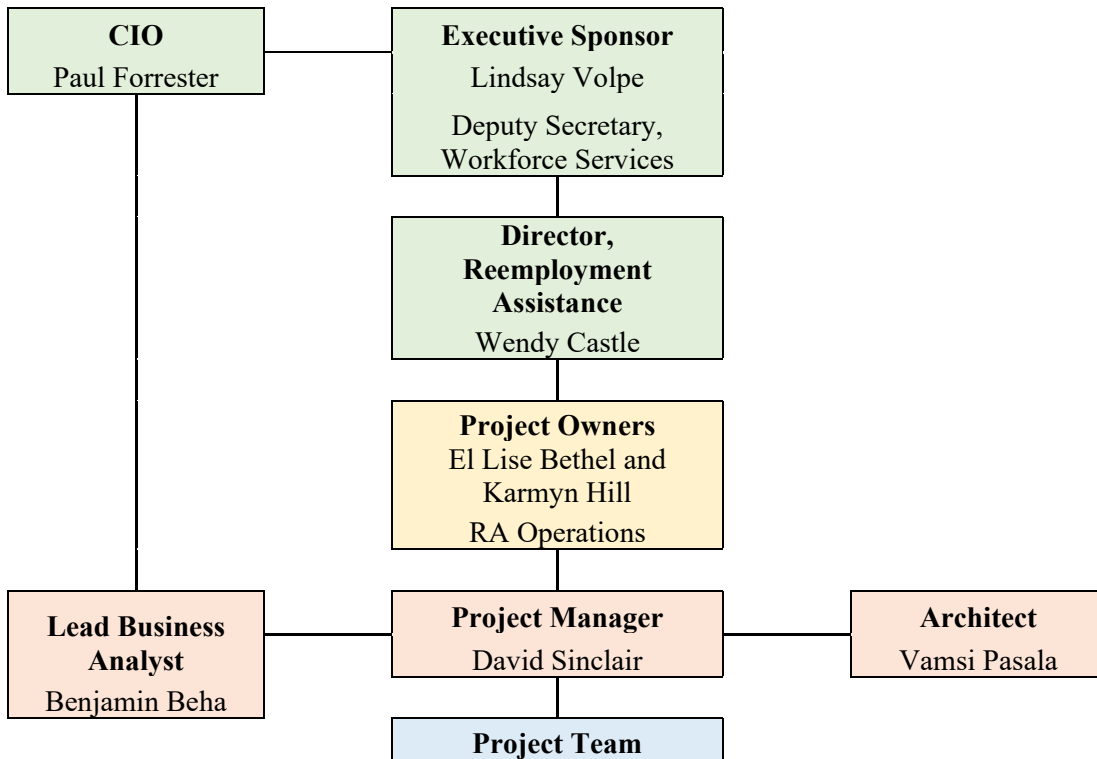 CIO
Paul Forrester
Executive Sponsor
Lindsay Volpe
Deputy Secretary,
Workforce Services
Director,
Reemployment
Assistance
Wendy Castle
Project Owners
El Lise Bethel and
Karmyn Hill
RA Operations
Lead Business
Analyst
Benjamin Beha
Project Manager
David Sinclair
Architect
Vamsi Pasala
Project Team